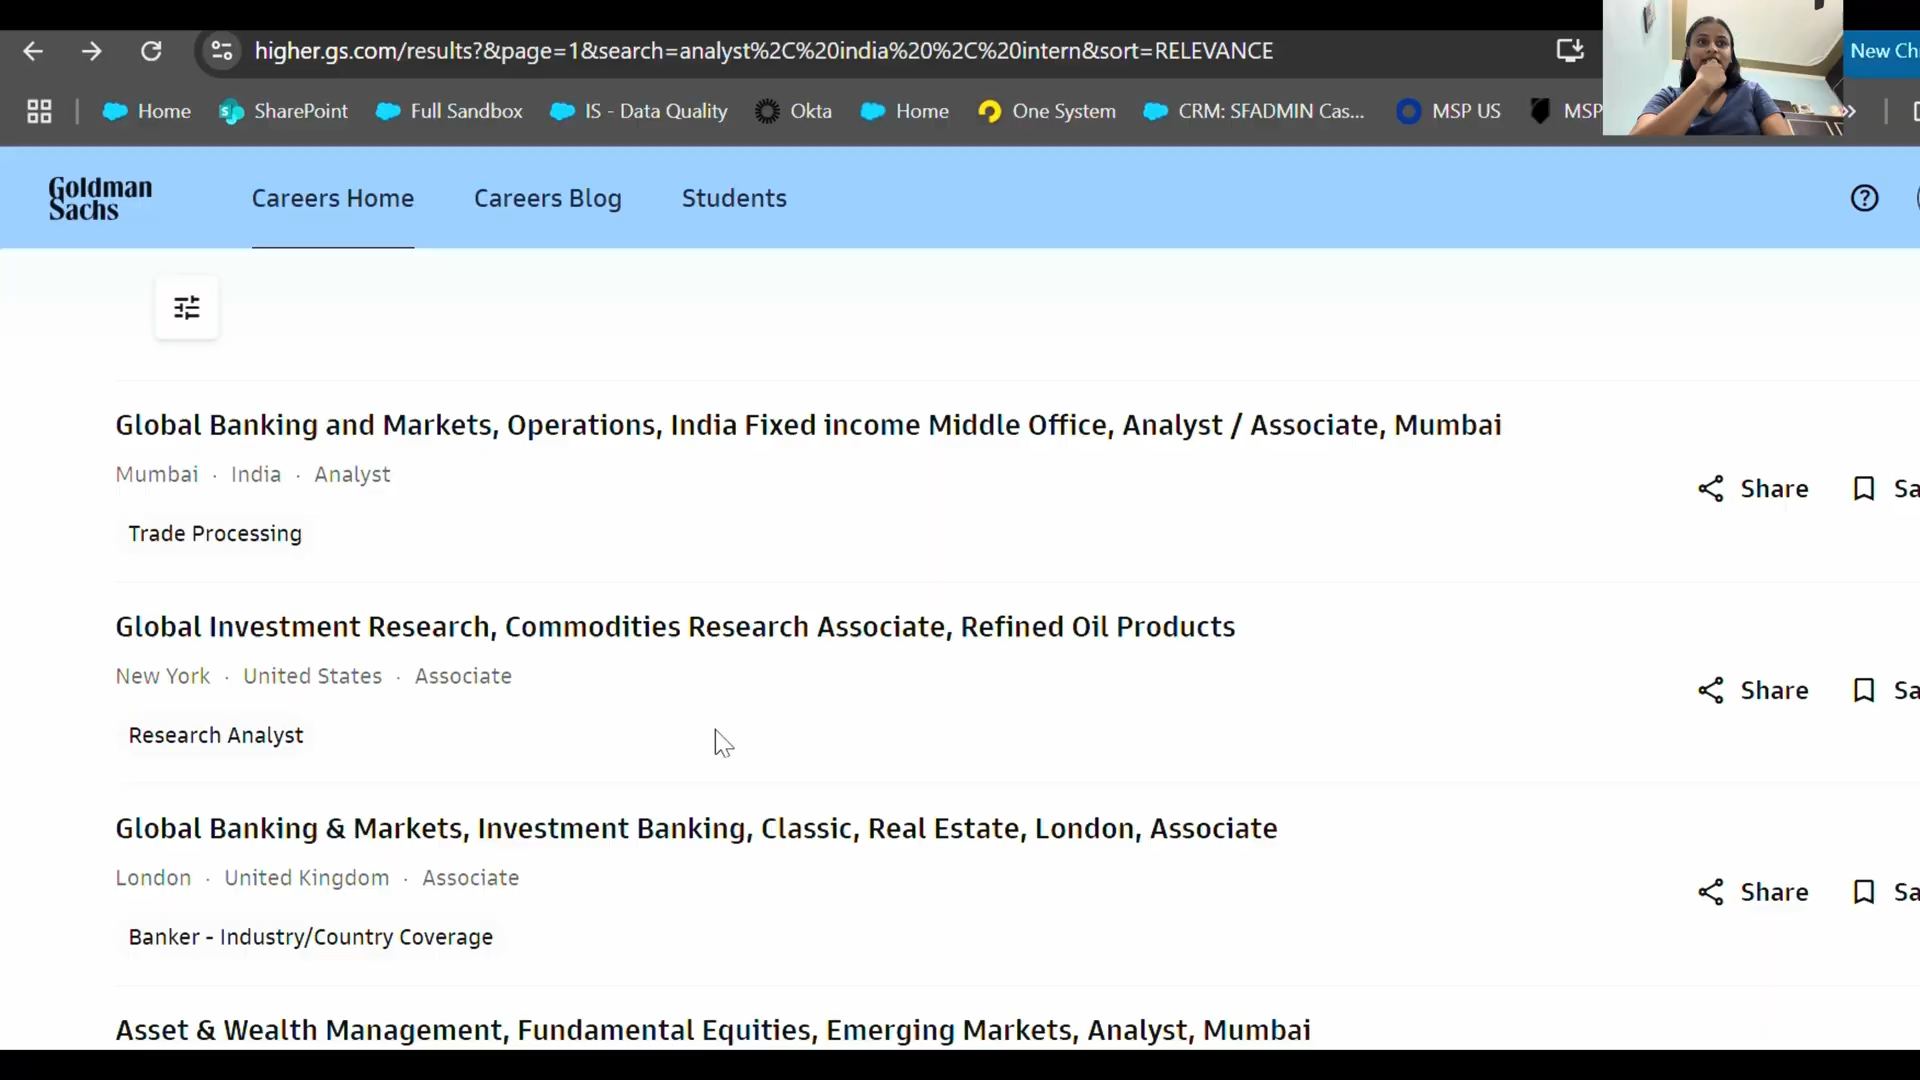 higher.gs.com/results?&page=1&search=analyst%2C%20india%20%2C%20intern&sort=RELEVANCE
New Ch
Home SharePoint Full Sandbox IS - Data Quality Okta Home One System CRM: SFADMIN Cas... MSP US MSP
Goldman Sachs
Careers Home Careers Blog Students
Global Banking and Markets, Operations, India Fixed income Middle Office, Analyst / Associate, Mumbai
Mumbai · India · Analyst
Share Sa
Trade Processing
Global Investment Research, Commodities Research Associate, Refined Oil Products
New York · United States · Associate
Share Sa
Research Analyst
Global Banking & Markets, Investment Banking, Classic, Real Estate, London, Associate
London · United Kingdom · Associate
Share Sa
Banker - Industry/Country Coverage
Asset & Wealth Management, Fundamental Equities, Emerging Markets, Analyst, Mumbai